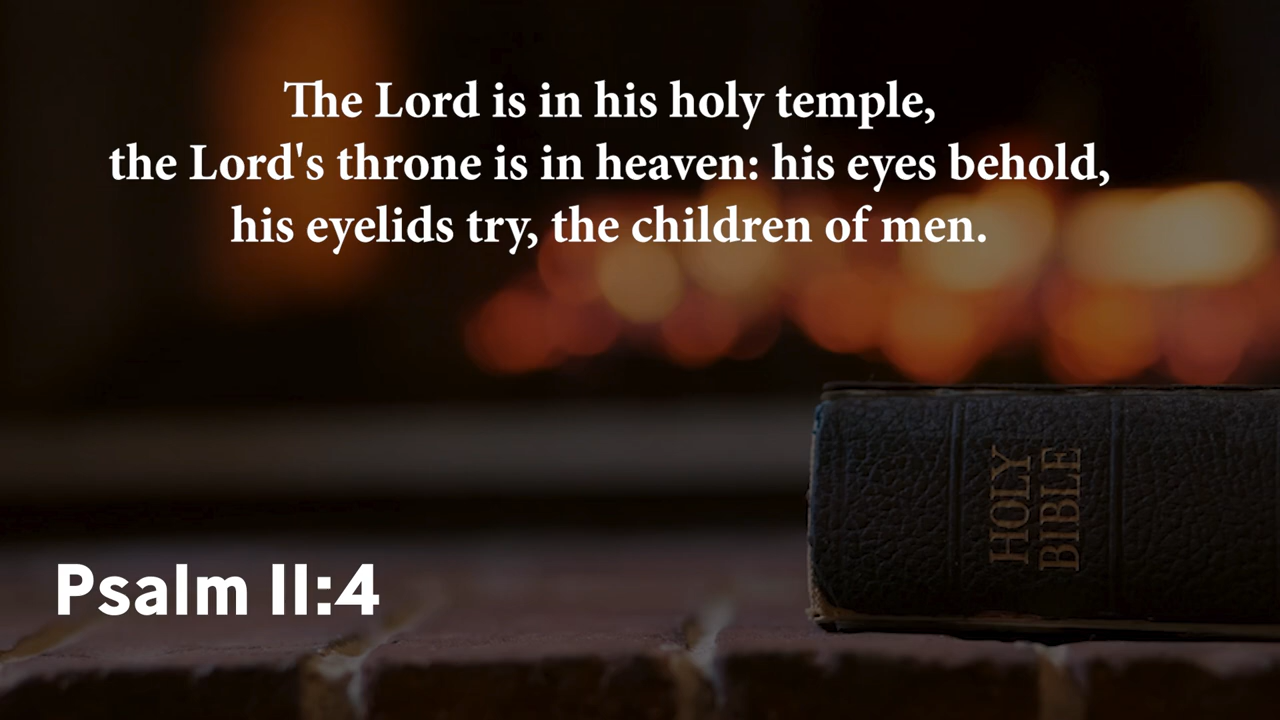 The Lord is in his holy temple,
the Lord's throne is in heaven: his eyes behold,
his eyelids try, the children of men.
HOLY
BIBLE
Psalm 11:4